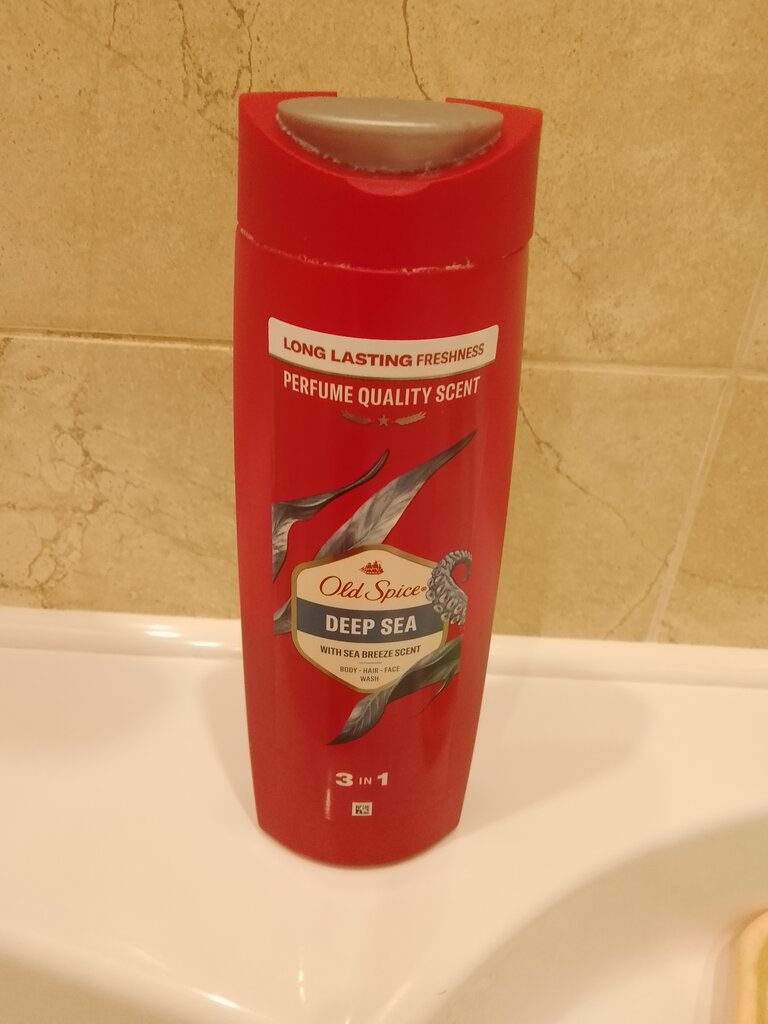 LONG LASTING FRESHNESS
PERFUME QUALITY SCENT
Old Spice®
DEEP SEA
WITH SEA BREEZE SCENT
BODY - HAIR - FACE
WASH
3 IN 1